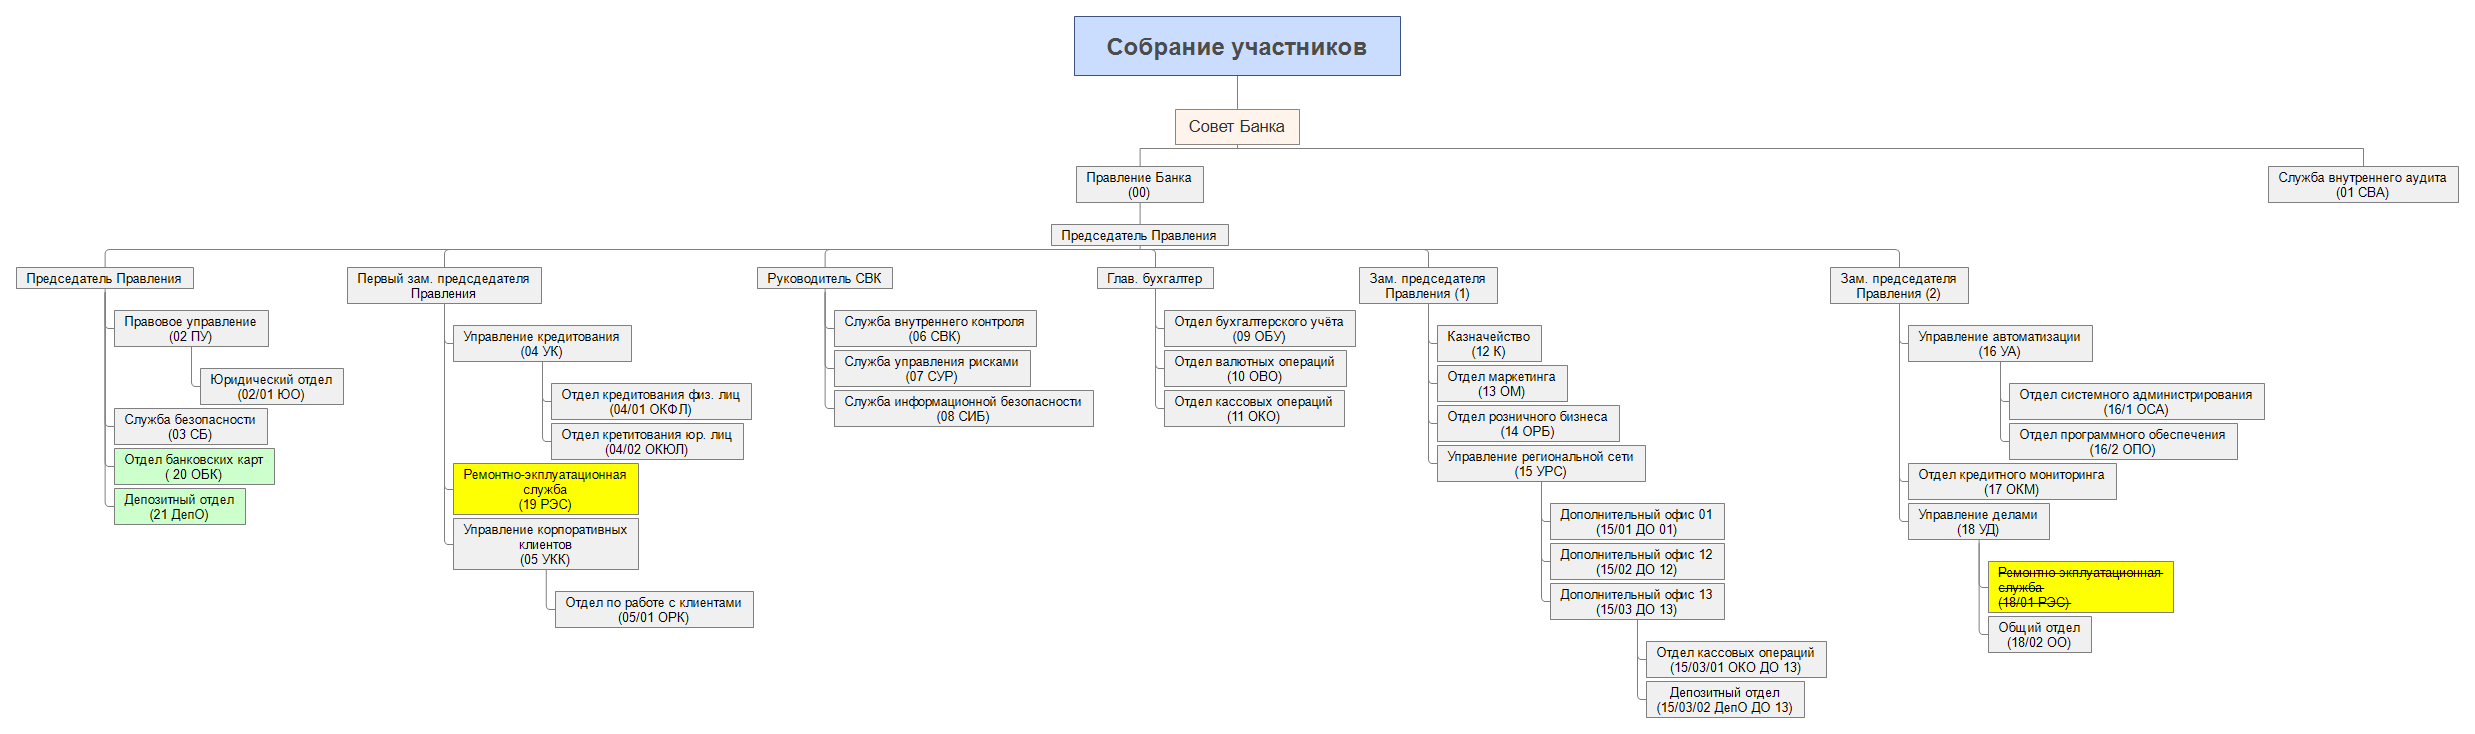 Собрание участников
Совет Банка
Правление Банка
(00)
Служба внутреннего аудита
(01 СВА)
Председатель Правления
Председатель Правления
Правовое управление
(02 ПУ)
Юридический отдел
(02/01 ЮО)
Служба безопасности
(03 СБ)
Отдел банковских карт
( 20 ОБК)
Депозитный отдел
(21 ДепО)
Первый зам. предсдедателя
Правления
Управление кредитования
(04 УК)
Отдел кредитования физ. лиц
(04/01 ОКФЛ)
Отдел кретитования юр. лиц
(04/02 ОКЮЛ)
Ремонтно-экплуатационная
служба
(19 РЭС)
Управление корпоративных
клиентов
(05 УКК)
Отдел по работе с клиентами
(05/01 ОРК)
Руководитель СВК
Служба внутреннего контроля
(06 СВК)
Служба управления рисками
(07 СУР)
Служба информационной безопасности
(08 СИБ)
Глав. бухгалтер
Отдел бухгалтерского учёта
(09 ОБУ)
Отдел валютных операций
(10 ОВО)
Отдел кассовых операций
(11 ОКО)
Зам. председателя
Правления (1)
Казначейство
(12 К)
Отдел маркетинга
(13 ОМ)
Отдел розничного бизнеса
(14 ОРБ)
Управление региональной сети
(15 УРС)
Дополнительный офис 01
(15/01 ДО 01)
Дополнительный офис 12
(15/02 ДО 12)
Дополнительный офис 13
(15/03 ДО 13)
Отдел кассовых операций
(15/03/01 ОКО ДО 13)
Депозитный отдел
(15/03/02 ДепО ДО 13)
Зам. председателя
Правления (2)
Управление автоматизации
(16 УА)
Отдел системного администрирования
(16/1 ОСА)
Отдел программного обеспечения
(16/2 ОПО)
Отдел кредитного мониторинга
(17 ОКМ)
Управление делами
(18 УД)
Ремонтно-экплуатационная
служба
(18/01 РЭС)
Общий отдел
(18/02 ОО)